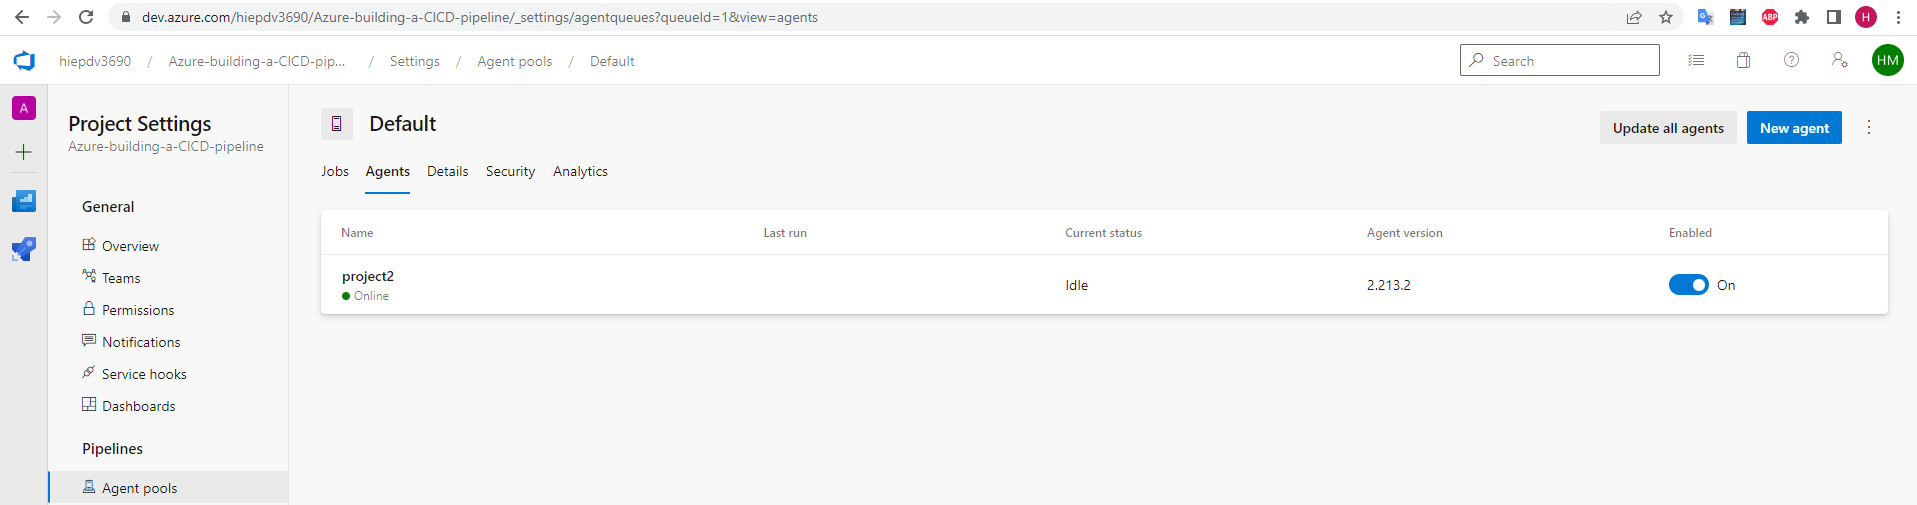 dev.azure.com/hiepdv3690/Azure-building-a-CICD-pipeline/_settings/agentqueues?queueId=1&view=agents
ABP
H
hiepdv3690 / Azure-building-a-CICD-pip... / Settings / Agent pools / Default
Search
HM
A
Project Settings
Azure-building-a-CICD-pipeline
General
Overview
Teams
Permissions
Notifications
Service hooks
Dashboards
Pipelines
Agent pools
Default
Update all agents
New agent
Jobs Agents Details Security Analytics
Name Last run Current status Agent version Enabled
project2
Online
Idle 2.213.2 On